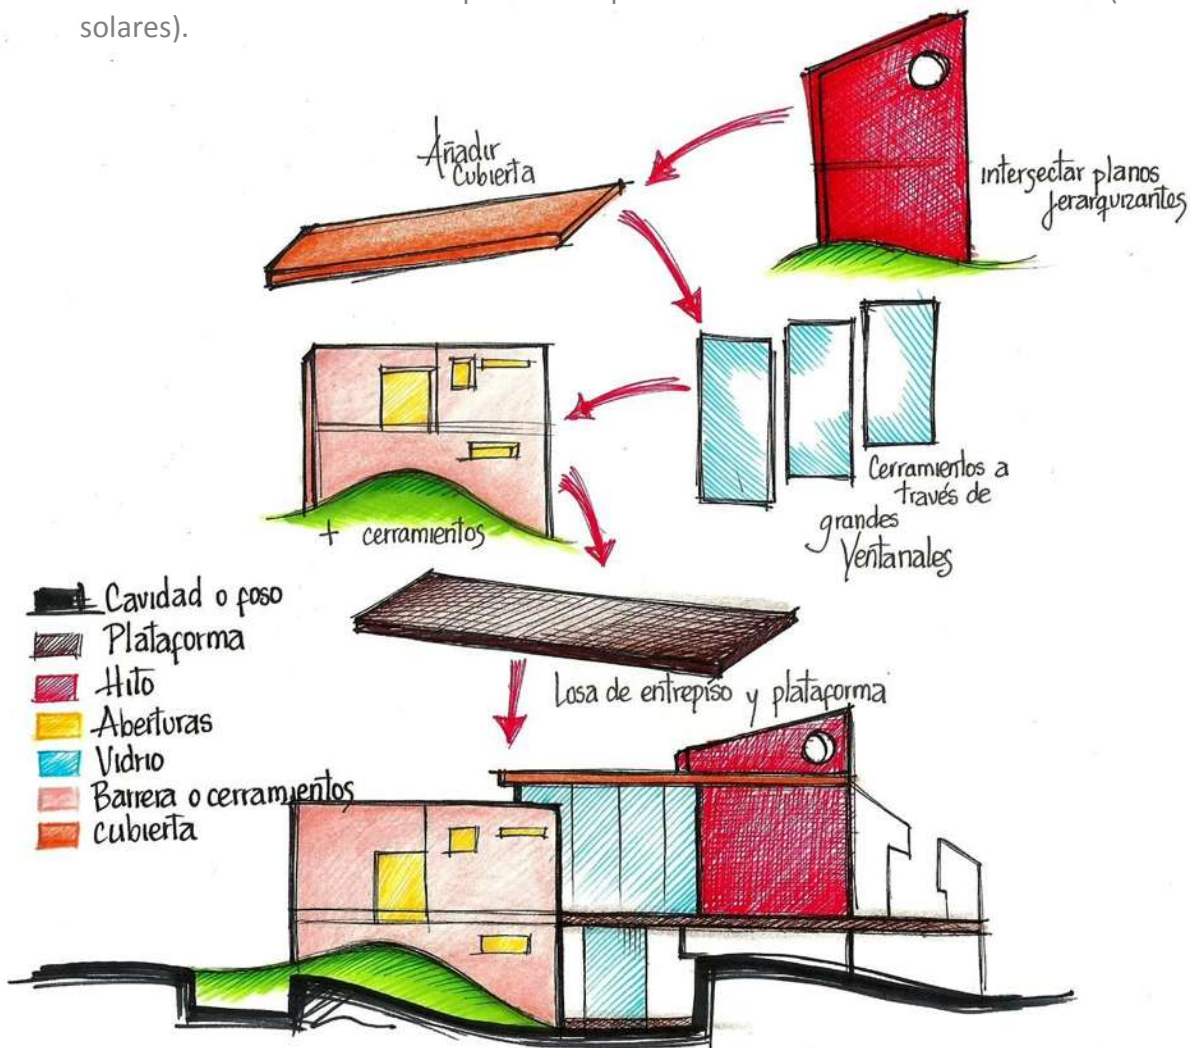 solares).
Añadir
Cubierta
intersectar planos
Jerarquizantes
Cerramientos a
través de
grandes
Ventanales
+ cerramientos
Cavidad o foso
Plataforma
Hito
Aberturas
Vidrio
Barrera o cerramientos
cubierta
Losa de entrepiso y plataforma